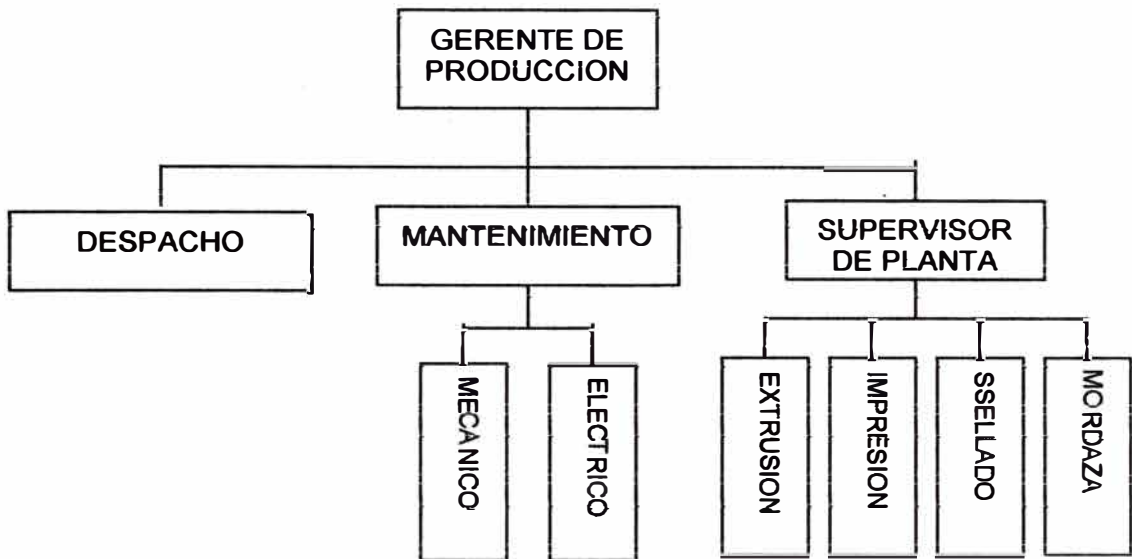 GERENTE DE
PRODUCCION
DESPACHO
MANTENIMIENTO
SUPERVISOR
DE PLANTA
MECANICO
ELECTRICO
EXTRUSION
IMPRESION
SSELLADO
MORDAZA